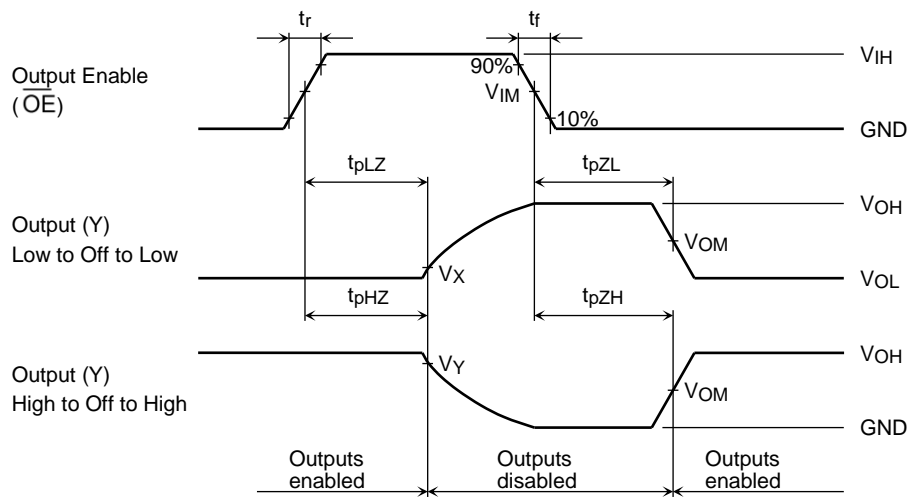 tr
tf
VIH
Output Enable
(OE)
90%
VIM
10%
GND
tpLZ
tpZL
VOH
Output (Y)
Low to Off to Low
VOM
VX
VOL
tpHZ
tpZH
VOH
Output (Y)
High to Off to High
VY
VOM
GND
Outputs
enabled
Outputs
disabled
Outputs
enabled